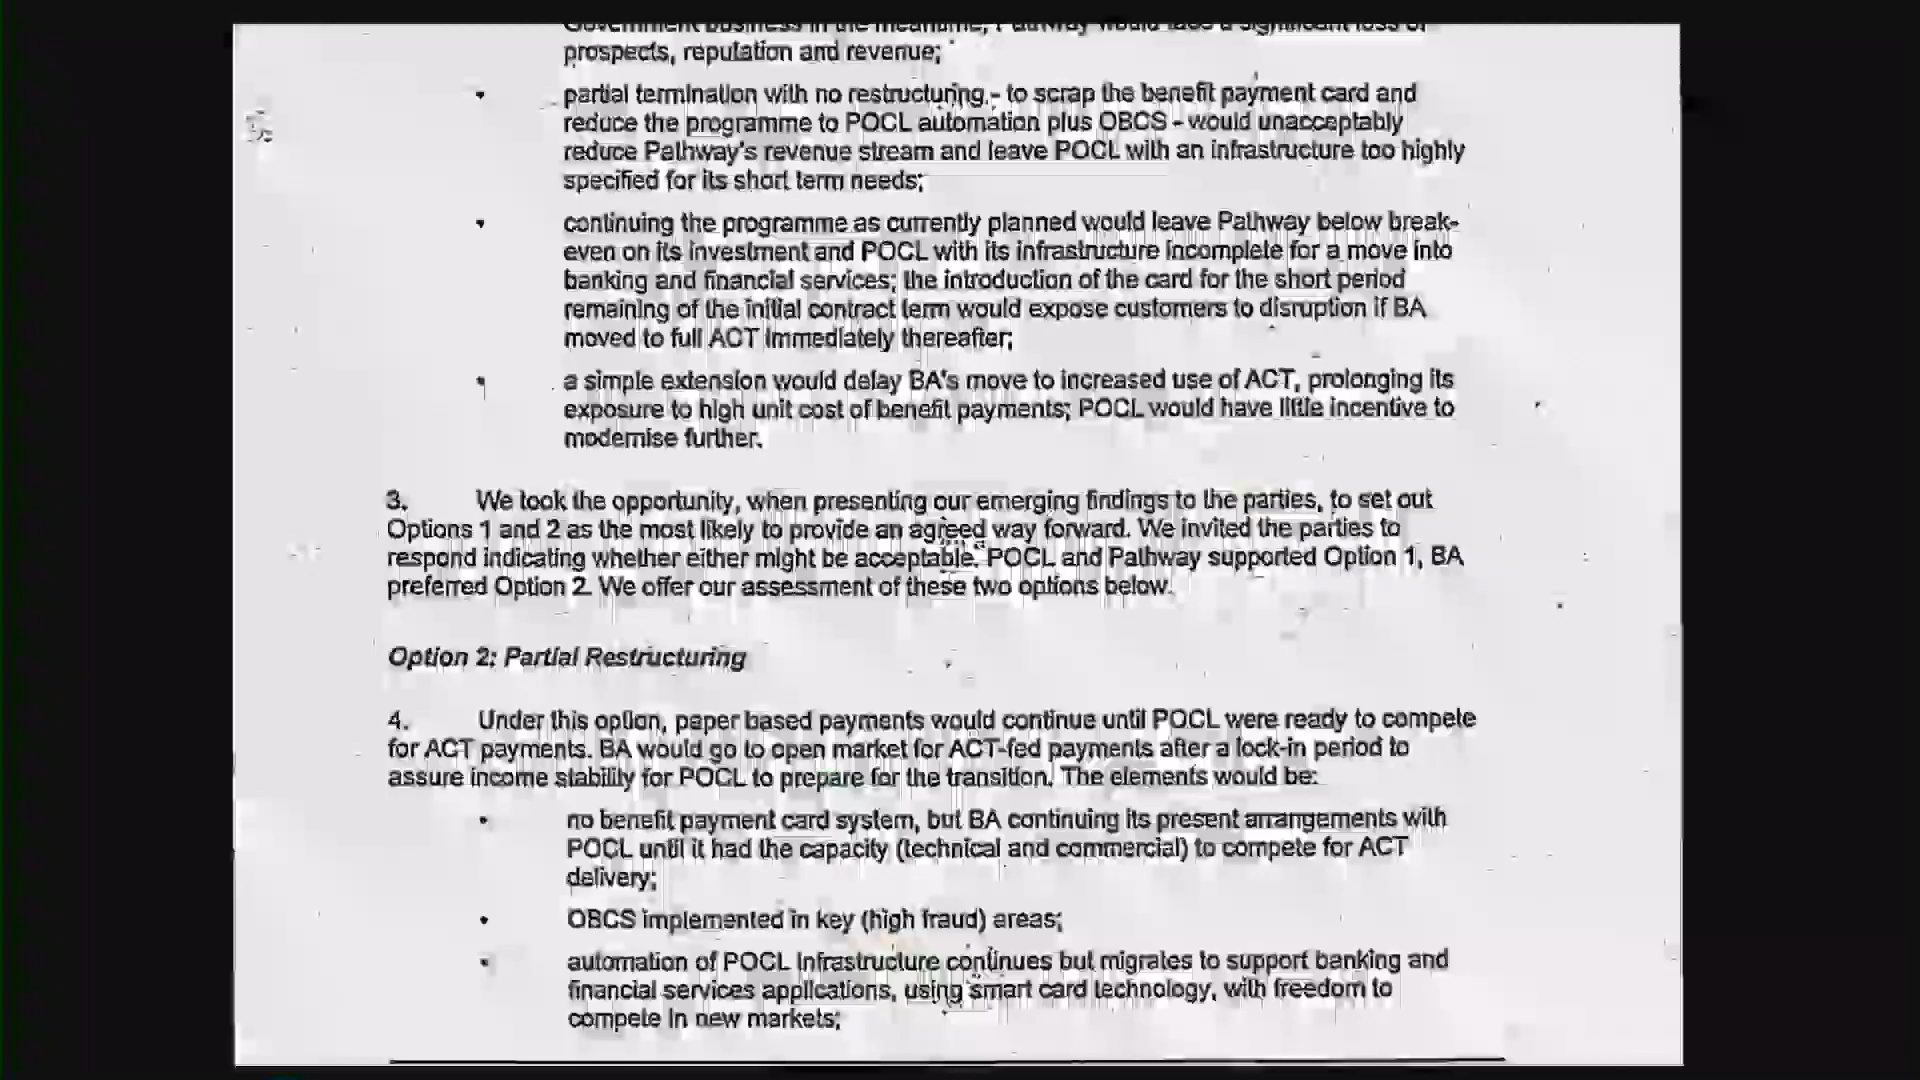 Government business in the meantime, Pathway would face a significant loss of
prospects, reputation and revenue;
• partial termination with no restructuring - to scrap the benefit payment card and
reduce the programme to POCL automation plus OBCS - would unacceptably
reduce Pathway's revenue stream and leave POCL with an infrastructure too highly
specified for its short term needs;
• continuing the programme as currently planned would leave Pathway below break-
even on its investment and POCL with its infrastructure incomplete for a move into
banking and financial services; the introduction of the card for the short period
remaining of the initial contract term would expose customers to disruption if BA
moved to full ACT immediately thereafter;
• a simple extension would delay BA's move to increased use of ACT, prolonging its
exposure to high unit cost of benefit payments; POCL would have little incentive to
modernise further.
3. We took the opportunity, when presenting our emerging findings to the parties, to set out
Options 1 and 2 as the most likely to provide an agreed way forward. We invited the parties to
respond indicating whether either might be acceptable. POCL and Pathway supported Option 1, BA
preferred Option 2. We offer our assessment of these two options below.
Option 2: Partial Restructuring
4. Under this option, paper based payments would continue until POCL were ready to compete
for ACT payments. BA would go to open market for ACT-fed payments after a lock-in period to
assure income stability for POCL to prepare for the transition. The elements would be:
• no benefit payment card system, but BA continuing its present arrangements with
POCL until it had the capacity (technical and commercial) to compete for ACT
delivery;
• OBCS implemented in key (high fraud) areas;
• automation of POCL infrastructure continues but migrates to support banking and
financial services applications, using smart card technology, with freedom to
compete in new markets;